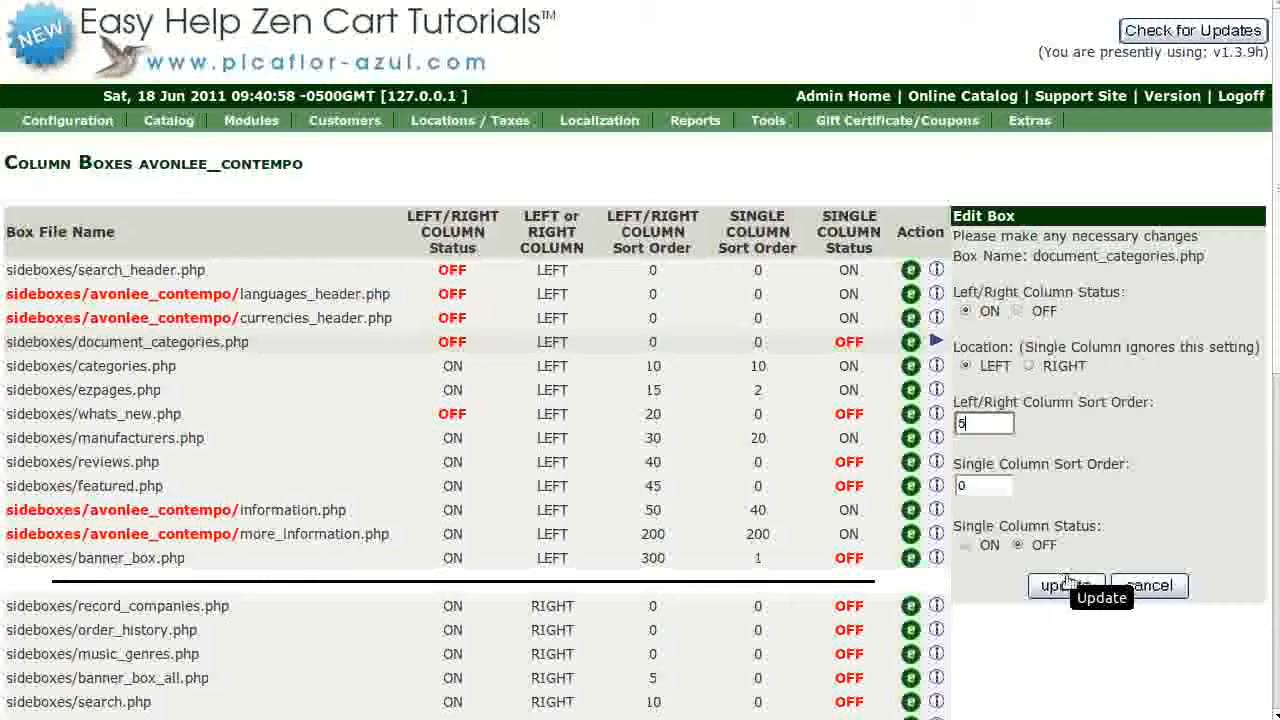 NEW
Easy Help Zen Cart Tutorials™
www.picaflor-azul.com
Check for Updates
(You are presently using: v1.3.9h)
Sat, 18 Jun 2011 09:40:58 -0500GMT [127.0.0.1 ]
Admin Home | Online Catalog | Support Site | Version | Logoff
Configuration Catalog Modules Customers Locations / Taxes Localization Reports Tools Gift Certificate/Coupons Extras
Column Boxes avonlee_contempo
Box File Name LEFT/RIGHT COLUMN Status LEFT or RIGHT COLUMN LEFT/RIGHT COLUMN Sort Order SINGLE COLUMN Sort Order SINGLE COLUMN Status Action
sideboxes/search_header.php OFF LEFT 0 0 ON
sideboxes/avonlee_contempo/languages_header.php OFF LEFT 0 0 ON
sideboxes/avonlee_contempo/currencies_header.php OFF LEFT 0 0 ON
sideboxes/document_categories.php OFF LEFT 0 0 OFF
sideboxes/categories.php ON LEFT 10 10 ON
sideboxes/ezpages.php ON LEFT 15 2 ON
sideboxes/whats_new.php OFF LEFT 20 0 OFF
sideboxes/manufacturers.php ON LEFT 30 20 ON
sideboxes/reviews.php ON LEFT 40 0 OFF
sideboxes/featured.php ON LEFT 45 0 OFF
sideboxes/avonlee_contempo/information.php ON LEFT 50 40 ON
sideboxes/avonlee_contempo/more_information.php ON LEFT 200 200 ON
sideboxes/banner_box.php ON LEFT 300 1 OFF
sideboxes/record_companies.php ON RIGHT 0 0 OFF
sideboxes/order_history.php ON RIGHT 0 0 OFF
sideboxes/music_genres.php ON RIGHT 0 0 OFF
sideboxes/banner_box_all.php ON RIGHT 5 0 OFF
sideboxes/search.php ON RIGHT 10 0 OFF
Edit Box
Please make any necessary changes
Box Name: document_categories.php
Left/Right Column Status:
ON OFF
Location: (Single Column ignores this setting)
LEFT RIGHT
Left/Right Column Sort Order:
5
Single Column Sort Order:
0
Single Column Status:
ON OFF
update cancel
Update